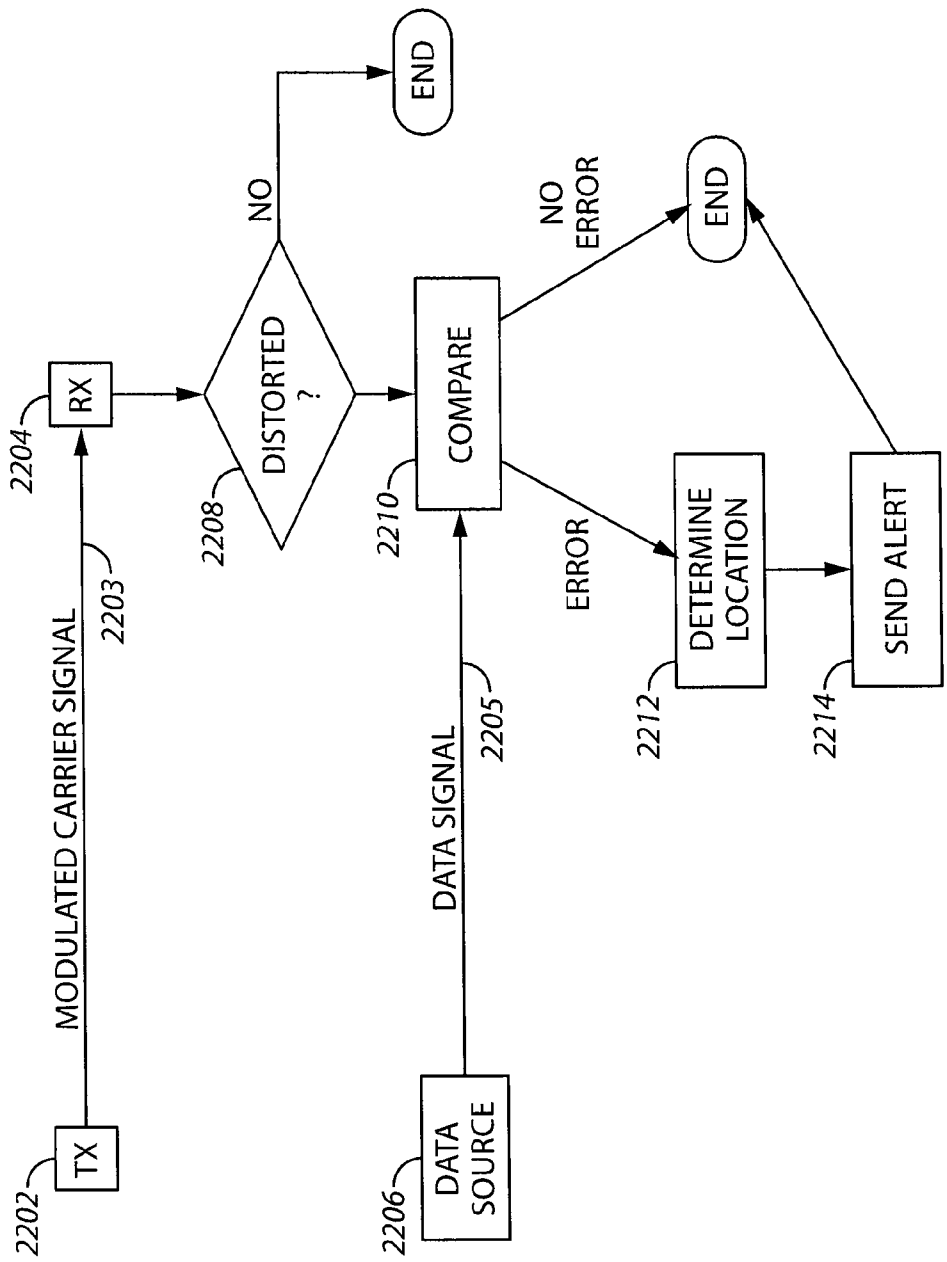 2202
TX
MODULATED CARRIER SIGNAL
2203
2204
RX
2208
DISTORTED
?
NO
END
2206
DATA
SOURCE
DATA SIGNAL
2205
2210
COMPARE
ERROR
NO
ERROR
END
2212
DETERMINE
LOCATION
2214
SEND ALERT